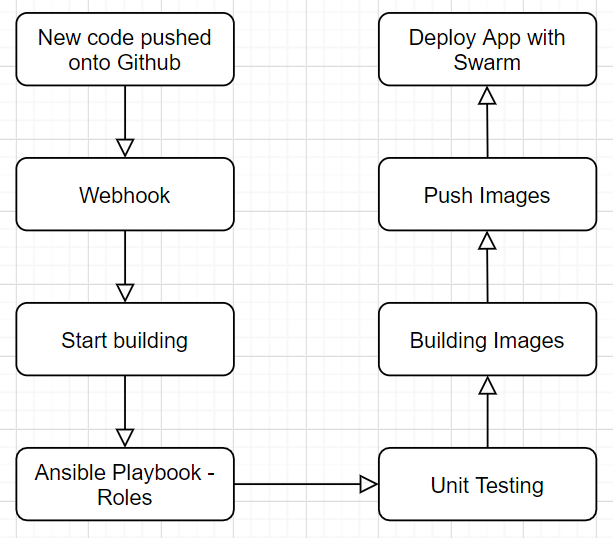 New code pushed
onto Github
Webhook
Start building
Ansible Playbook -
Roles
Unit Testing
Building Images
Push Images
Deploy App with
Swarm